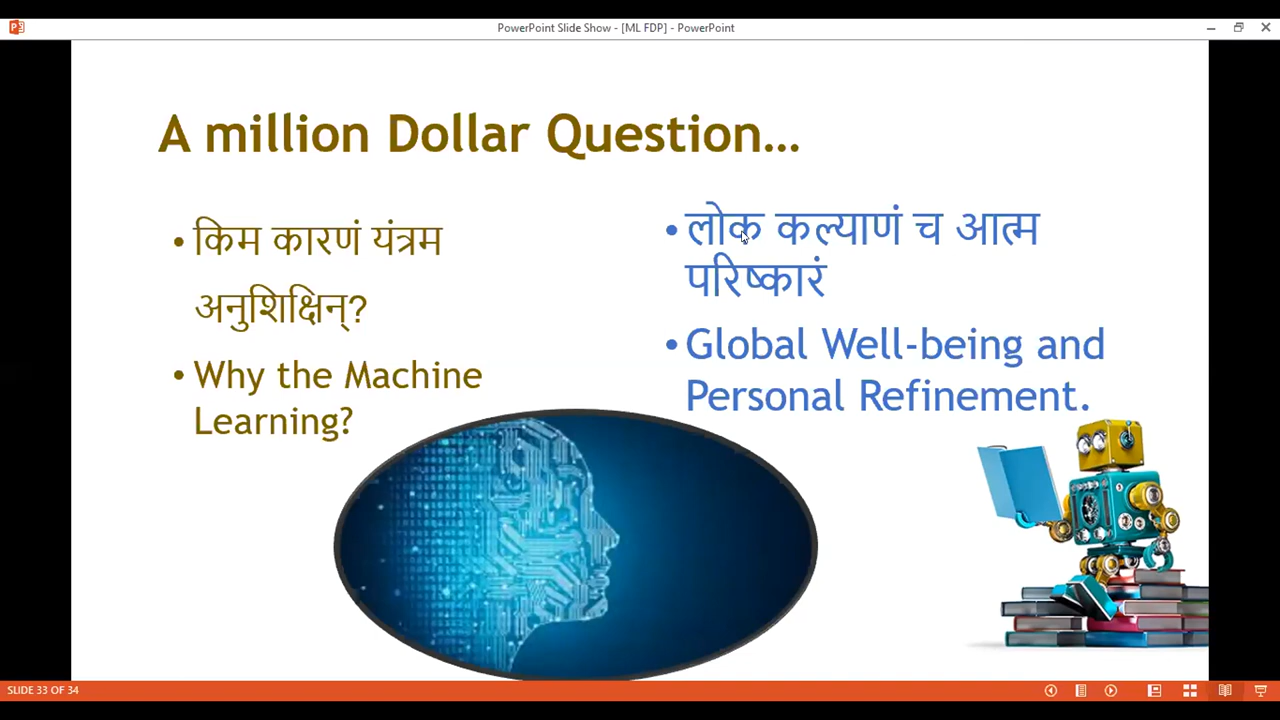 PowerPoint Slide Show - [ML FDP] - PowerPoint
A million Dollar Question...
• किम कारणं यंत्रम
अनुशिक्षिन्?
• Why the Machine
Learning?
• लोक कल्याणं च आत्म
परिष्कारं
• Global Well-being and
Personal Refinement.
SLIDE 33 OF 34